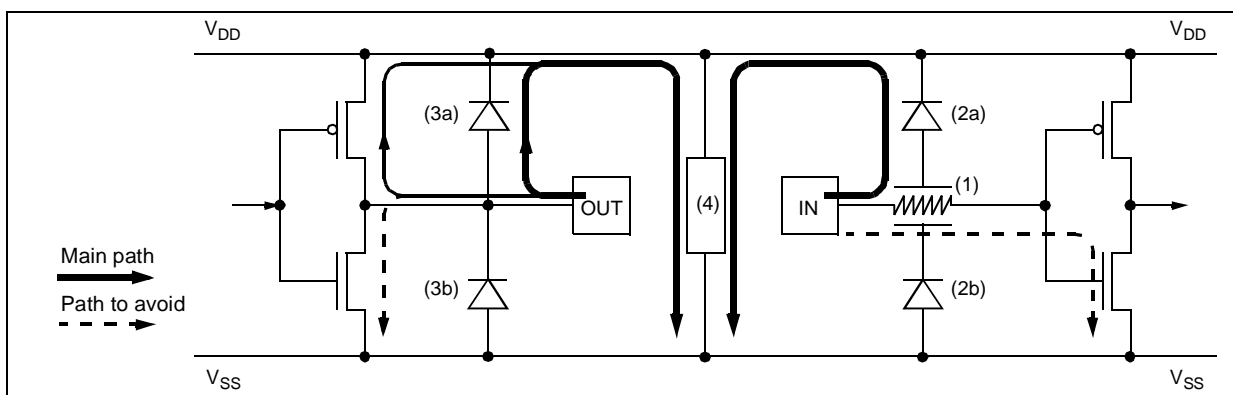 VDD VDD
(3a) (2a)
(1)
OUT (4) IN
Main path
(3b) (2b)
Path to avoid
VSS VSS